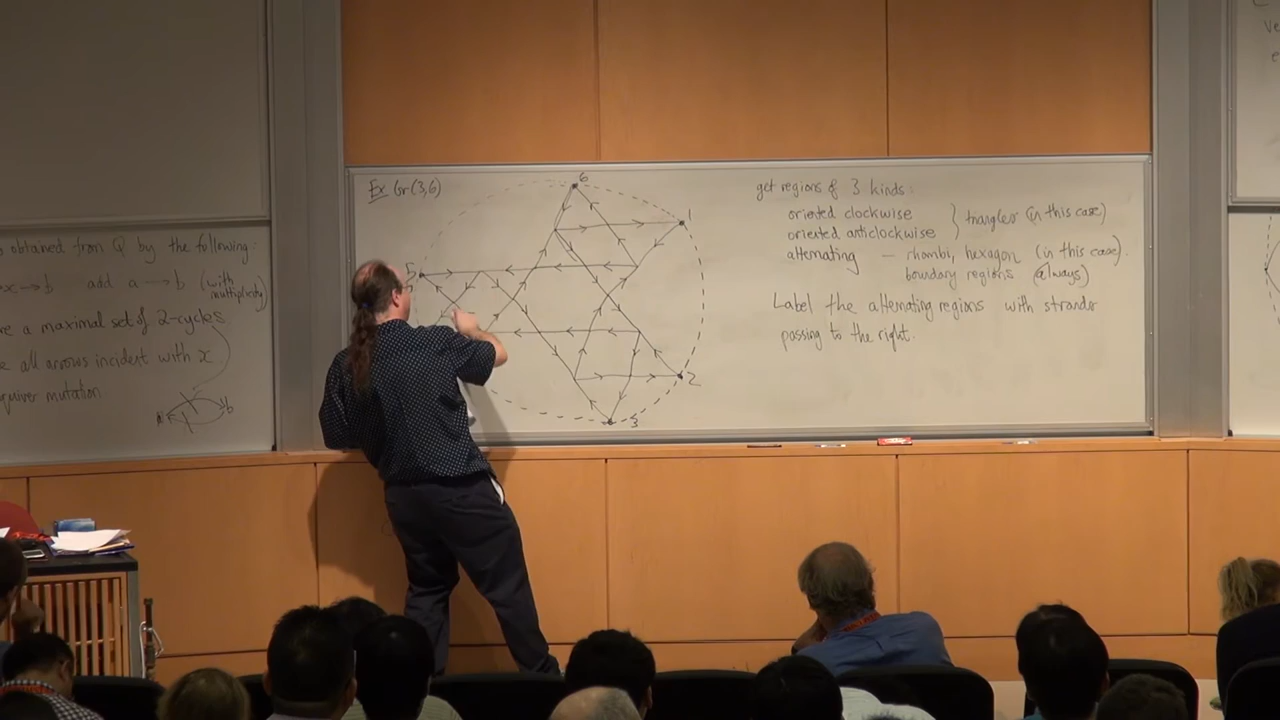 obtained from Q by the following:
x → b add a → b (with multiplicity)
a maximal set of 2-cycles
all arrows incident with x
quiver mutation
b
Ex Gr(3,6)
6
1
5
2
3
get regions of 3 kinds:
oriented clockwise
oriented anticlockwise
} triangles (in this case)
alternating — rhombi, hexagon (in this case).
boundary regions (always)
Label the alternating regions with strands
passing to the right.